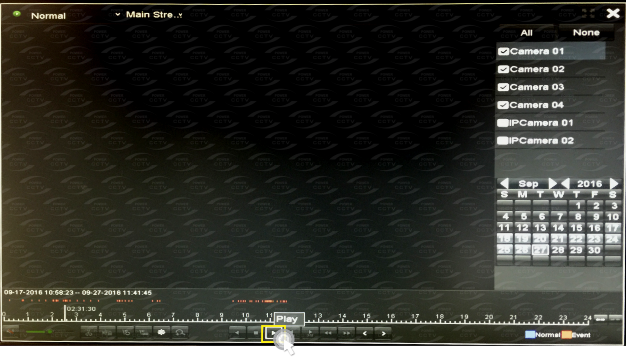 Normal Main Stre..
All None
Camera 01
Camera 02
Camera 03
Camera 04
IPCamera 01
IPCamera 02
Sep 2016
S M T W T F S
1 2 3
4 5 6 7 8 9 10
11 12 13 14 15 16 17
18 19 20 21 22 23 24
25 26 27 28 29 30
09-17-2016 10:58:23 -- 09-27-2016 11:41:45
02:31:30
0 2 3 4 5 6 7 8 9 10 11 12 13 14 15 16 17 18 19 20 21 22 23 24
Play
Normal Event